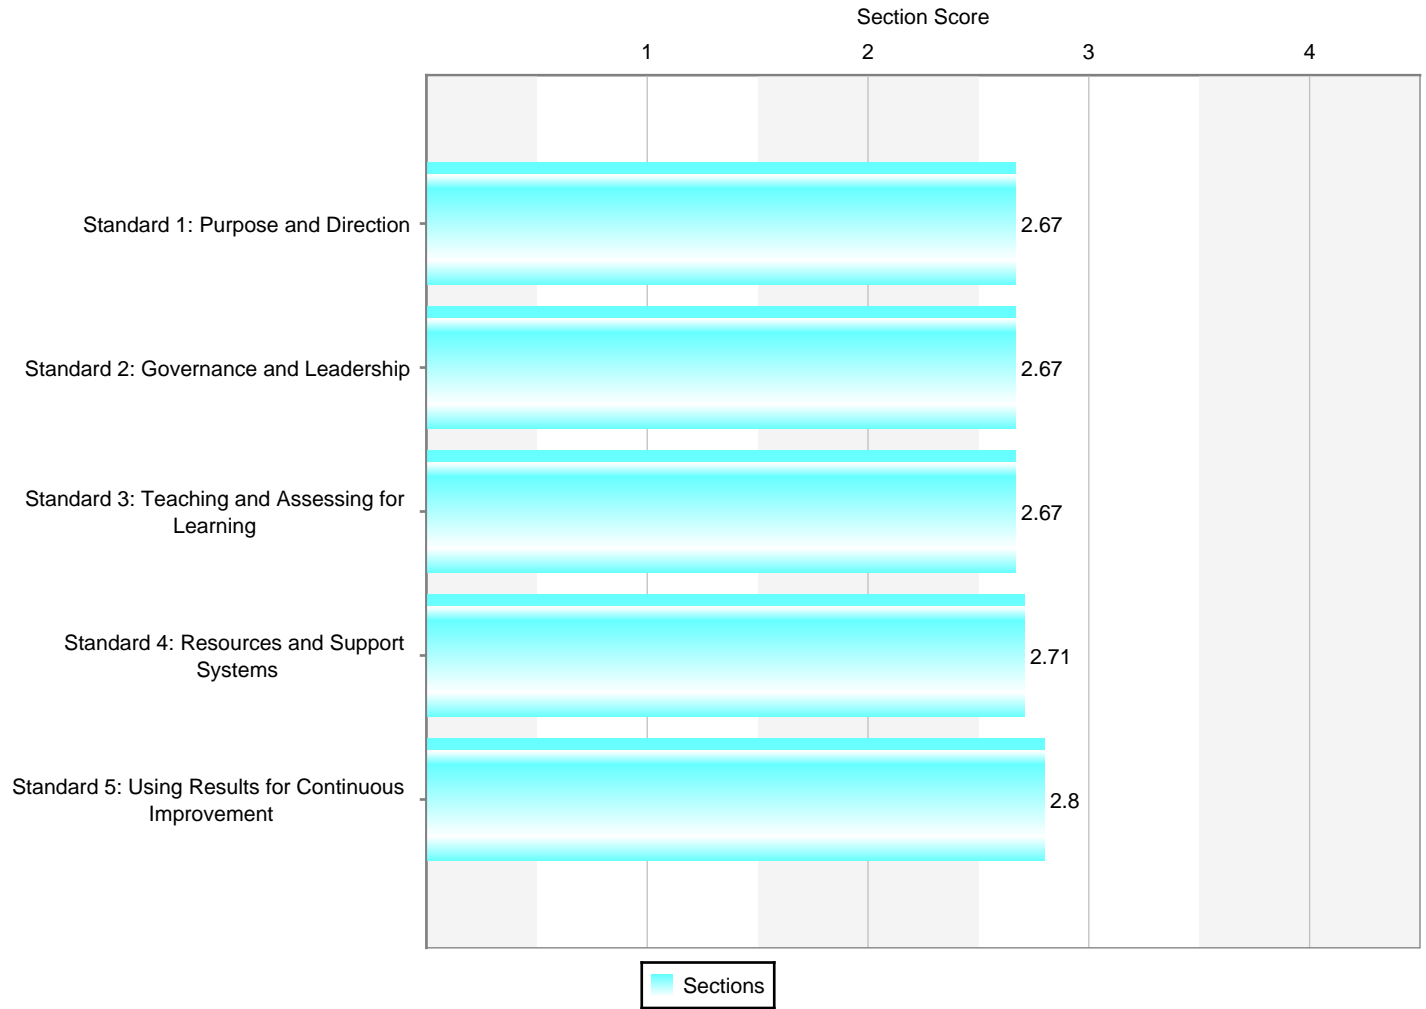 Section Score
1 2 3 4
Standard 1: Purpose and Direction
2.67
Standard 2: Governance and Leadership
2.67
Standard 3: Teaching and Assessing for
Learning
2.67
Standard 4: Resources and Support
Systems
2.71
Standard 5: Using Results for Continuous
Improvement
2.8
Sections